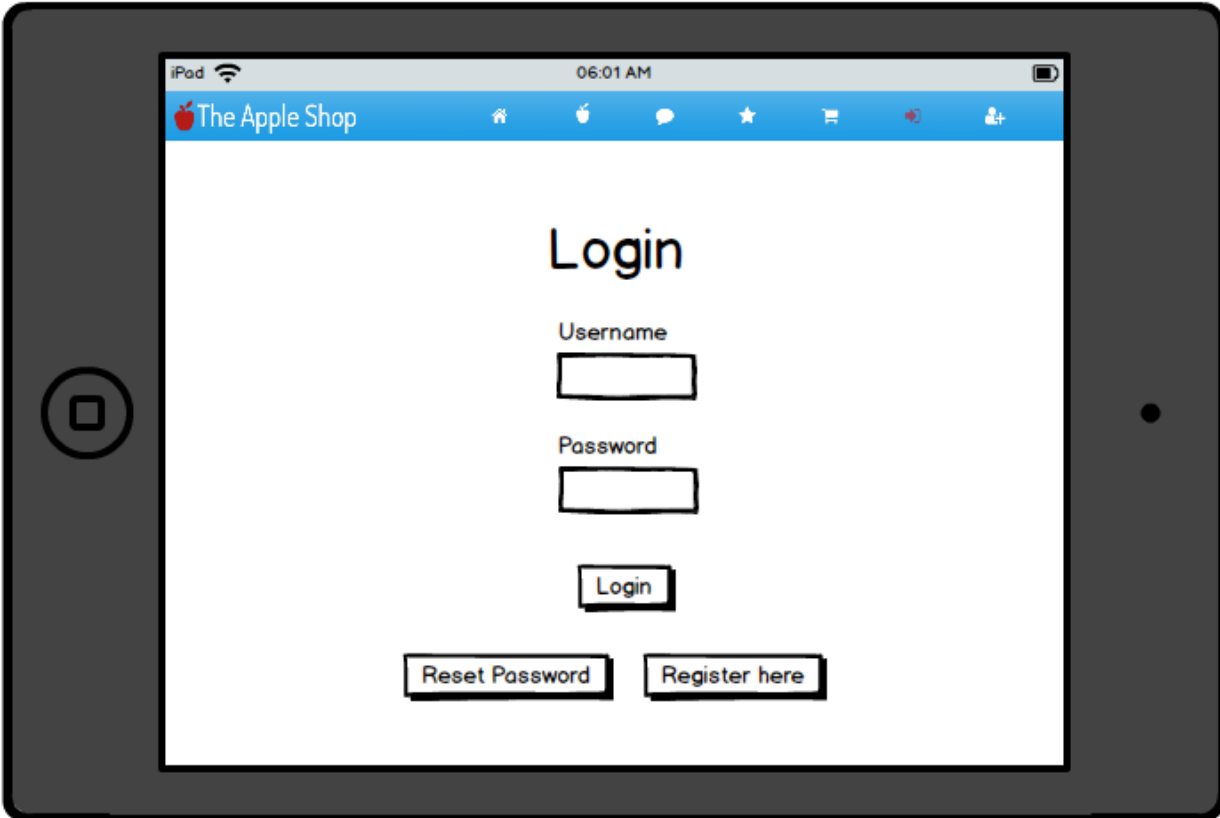 iPad 06:01 AM
The Apple Shop
Login
Username
Password
Login
Reset Password Register here